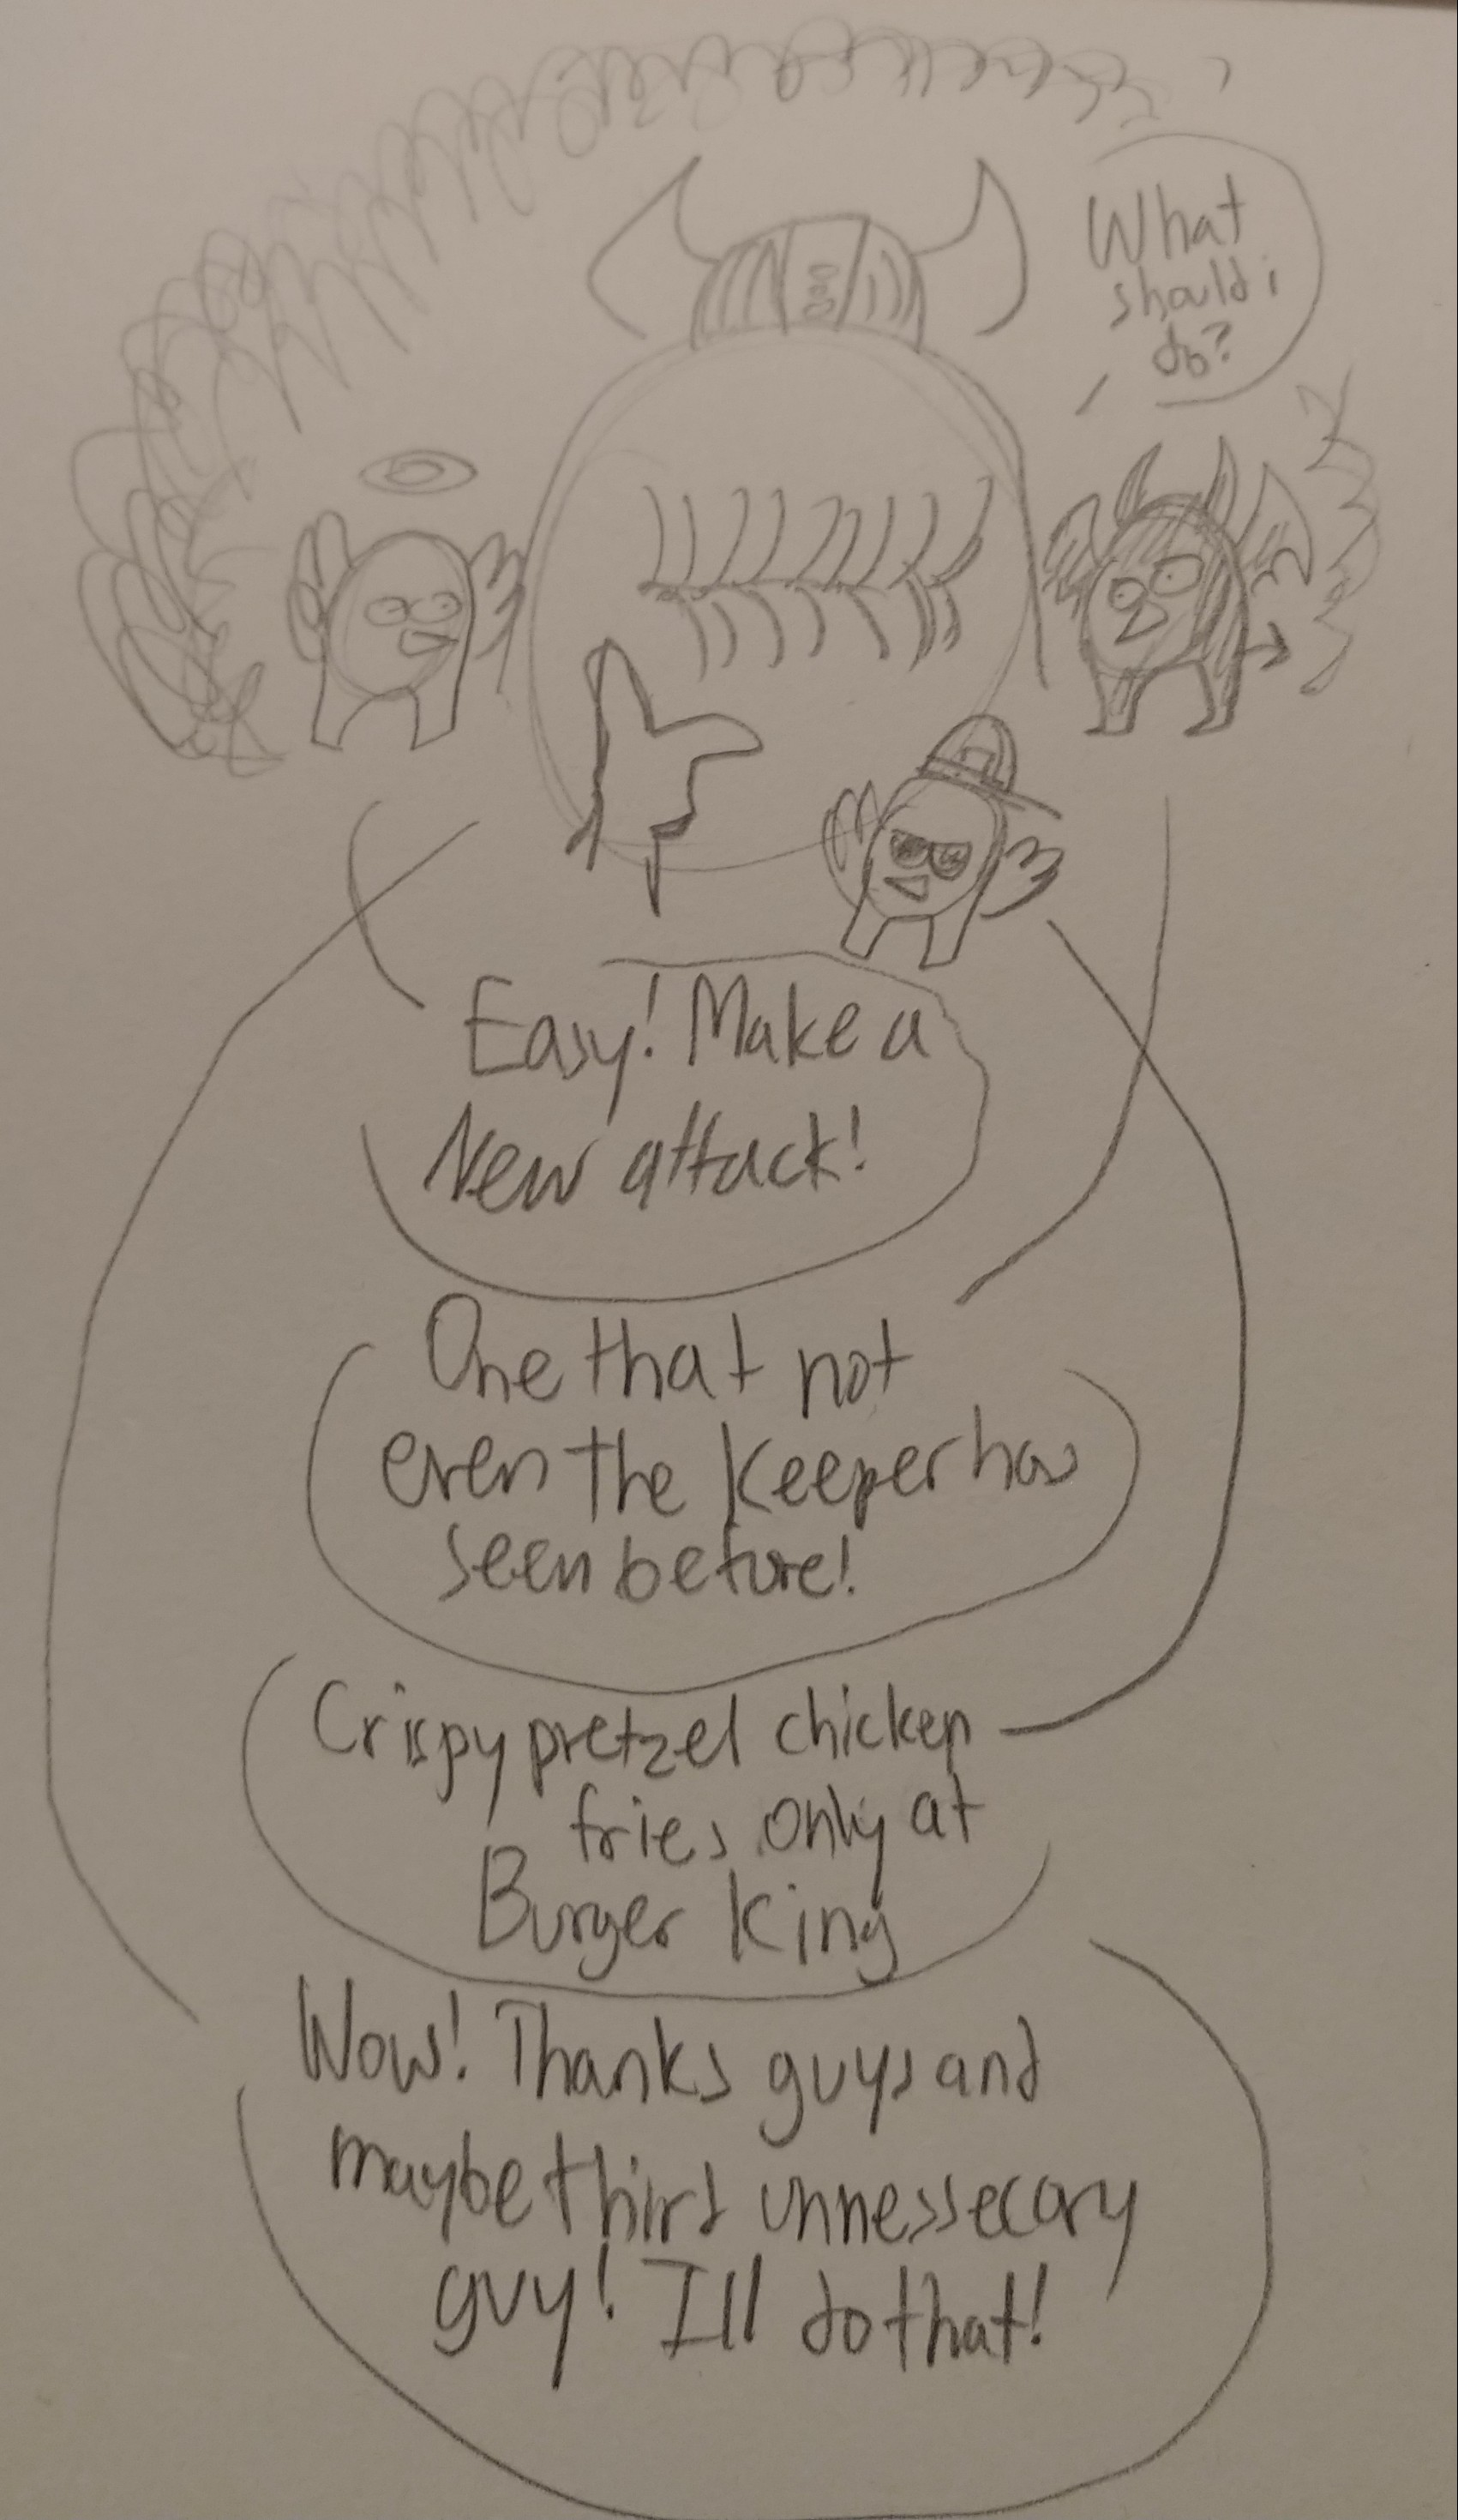 What
should i
do?
Easy! Make a
New attack!
One that not
even the Keeper has
seen before!
Crispy pretzel chicken
fries only at
Burger King
Wow! Thanks guys and
maybe third unnessecary
guy! I'll do that!